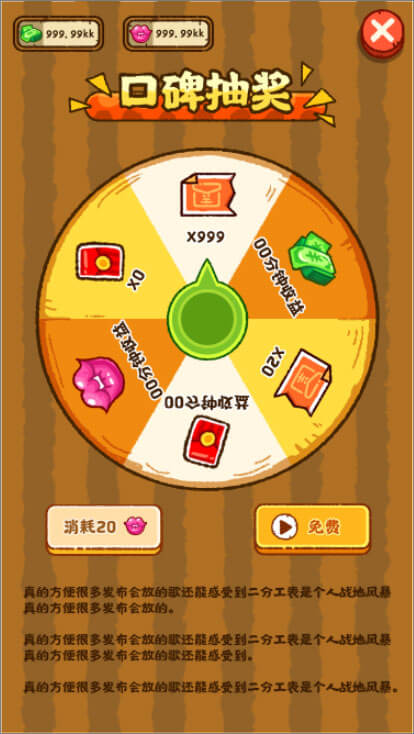 999.99kk
999.99kk
口碑抽奖
X999
00分钟收益
X20
00分钟收益
00分钟收益
X0
消耗20
免费
真的方便很多发布会放的歌还能感受到二分工表是个人战地风暴
真的方便很多发布会放的。
真的方便很多发布会放的歌还能感受到二分工表是个人战地风暴
真的方便很多发布会放的歌还能感受到。
真的方便很多发布会放的歌还能感受到二分工表是个人战地风暴。